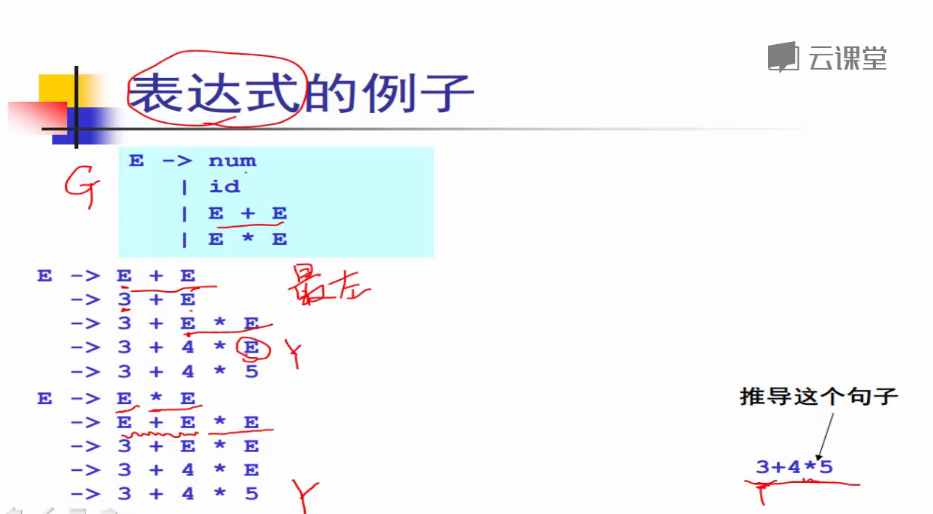 云课堂
表达式的例子
G
E -> num
| id
| E + E
| E * E
E -> E + E
-> 3 + E
-> 3 + E * E
-> 3 + 4 * E
-> 3 + 4 * 5
最左
Y
E -> E * E
-> E + E * E
-> 3 + E * E
-> 3 + 4 * E
-> 3 + 4 * 5
Y
推导这个句子
3+4*5